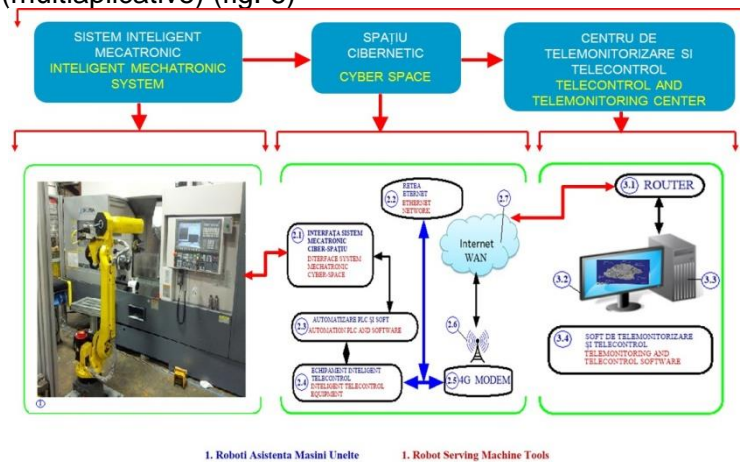 (multiaplicative) (fig. 3)
SISTEM INTELIGENT
MECATRONIC
INTELIGENT MECHATRONIC
SYSTEM
SPAȚIU
CIBERNETIC
CYBER SPACE
CENTRU DE
TELEMONITORIZARE SI
TELECONTROL
TELECONTROL AND
TELEMONITORING CENTER
1
2.1
INTERFAȚA SISTEM
MECATRONIC
CIBER-SPAȚIU
INTERFACE SYSTEM
MECHATRONIC
CYBER-SPACE
2.2
RETEA
ETERNET
ETHERNET
NETWORK
2.3
AUTOMATIZARE PLC ȘI SOFT
AUTOMATION PLC AND SOFTWARE
2.4
ECHIPAMENT INTELIGENT
TELECONTROL
INTELIGENT TELECONTROL
EQUIPMENT
2.5 4G MODEM
2.6
2.7
Internet
WAN
3.1 ROUTER
3.2
3.3
3.4
SOFT DE TELEMONITORIZARE
ȘI TELECONTROL
TELEMONITORING AND
TELECONTROL SOFTWARE
1. Roboti Asistenta Masini Unelte 1. Robot Serving Machine Tools